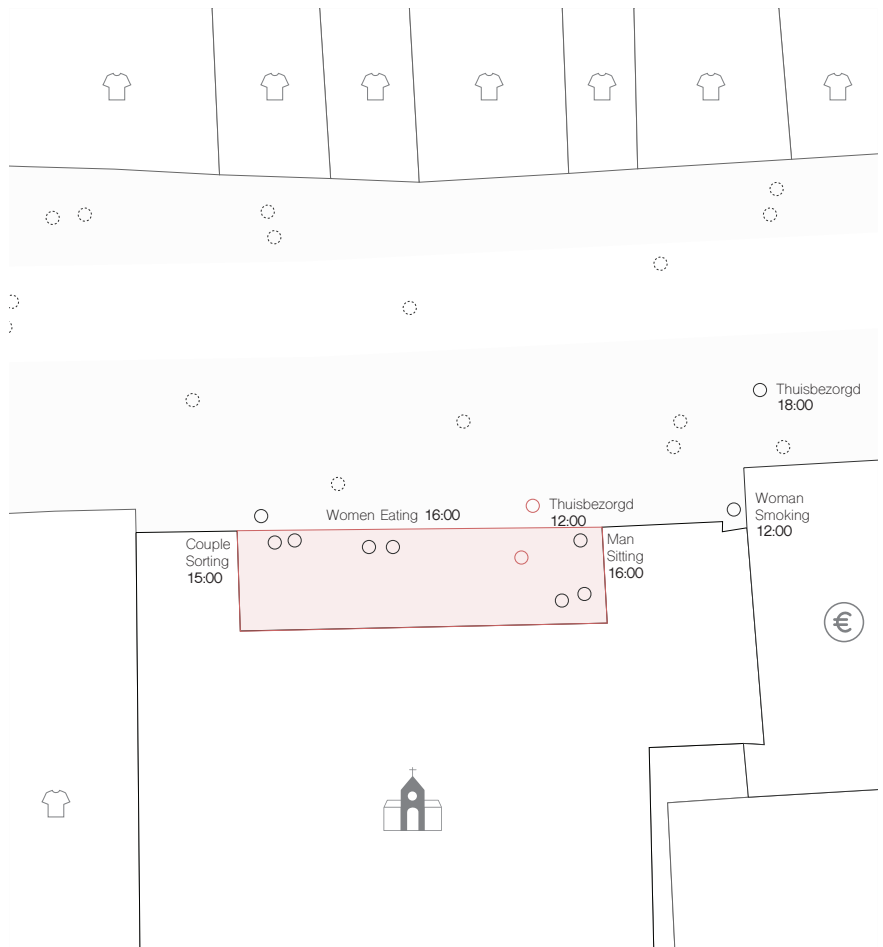 Thuisbezorgd
18:00
Woman
Smoking
12:00
Thuisbezorgd
12:00
Women Eating 16:00
Couple
Sorting
15:00
Man
Sitting
16:00
€